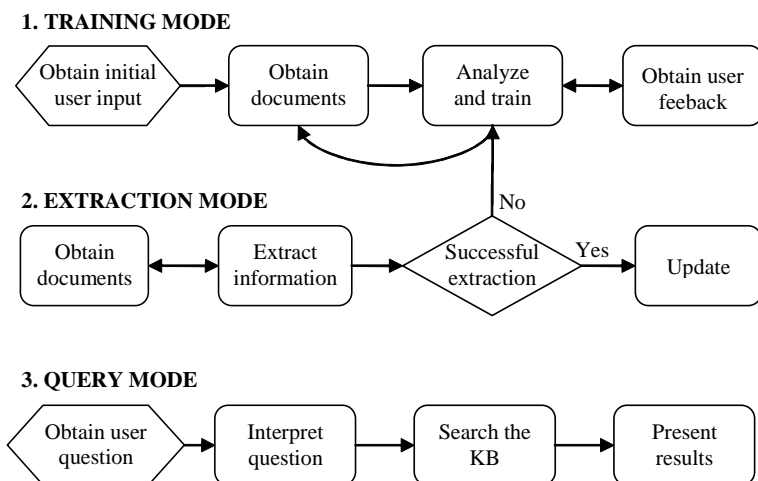 1. TRAINING MODE
Obtain initial
user input
Obtain
documents
Analyze
and train
Obtain user
feeback
2. EXTRACTION MODE
No
Obtain
documents
Extract
information
Successful
extraction
Yes
Update
3. QUERY MODE
Obtain user
question
Interpret
question
Search the
KB
Present
results